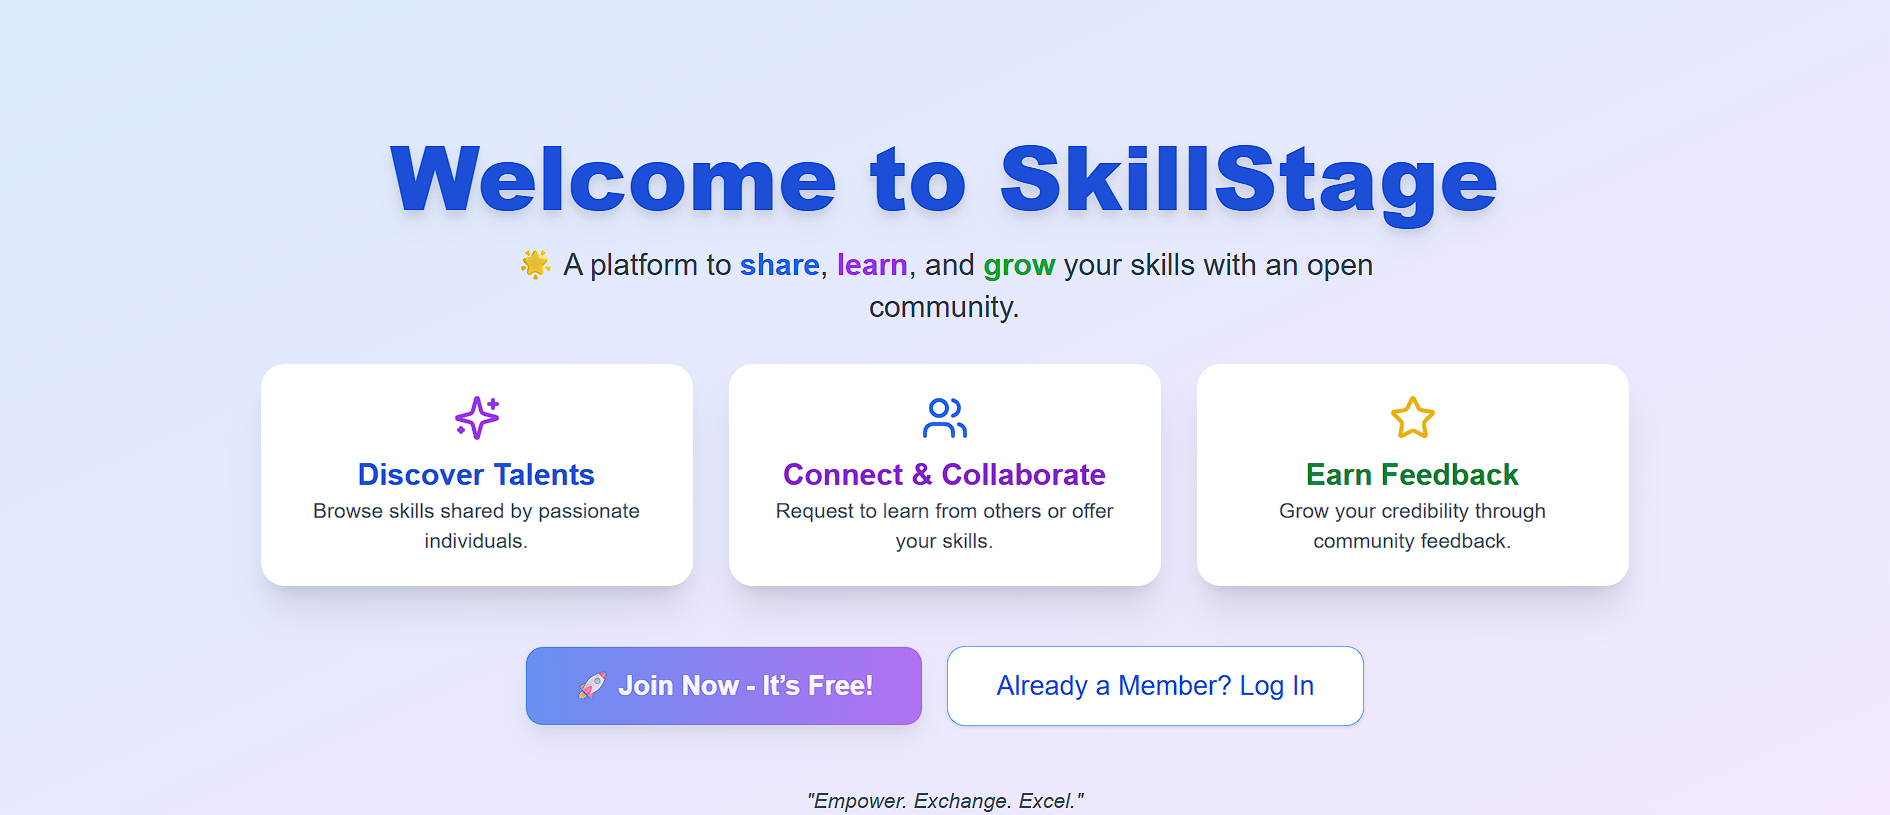 Welcome to SkillStage
🌟 A platform to share, learn, and grow your skills with an open
community.
Discover Talents
Browse skills shared by passionate
individuals.
Connect & Collaborate
Request to learn from others or offer
your skills.
Earn Feedback
Grow your credibility through
community feedback.
🚀 Join Now - It’s Free!
Already a Member? Log In
"Empower. Exchange. Excel."